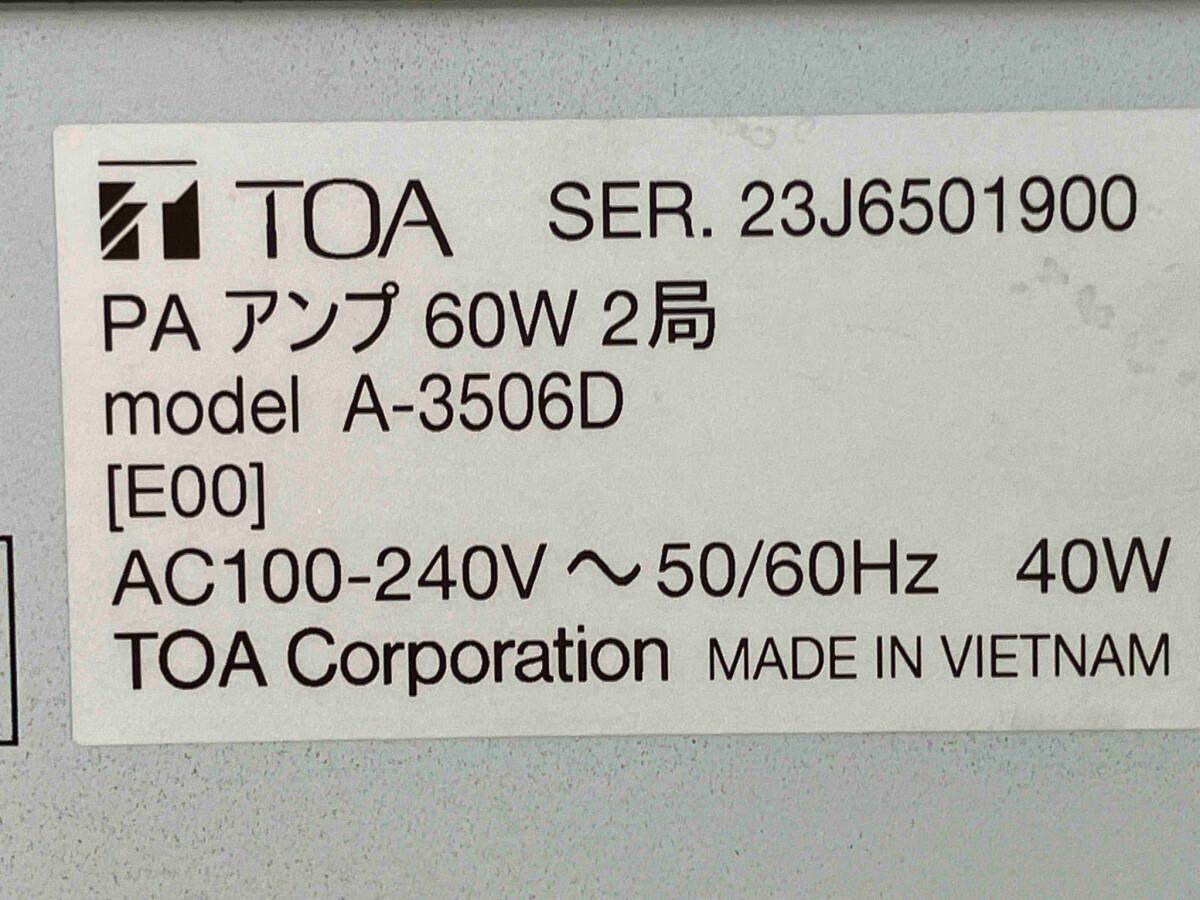 TOA SER. 23J6501900
PA アンプ 60W 2局
model A-3506D
[E00]
AC100-240V ～ 50/60Hz 40W
TOA Corporation MADE IN VIETNAM